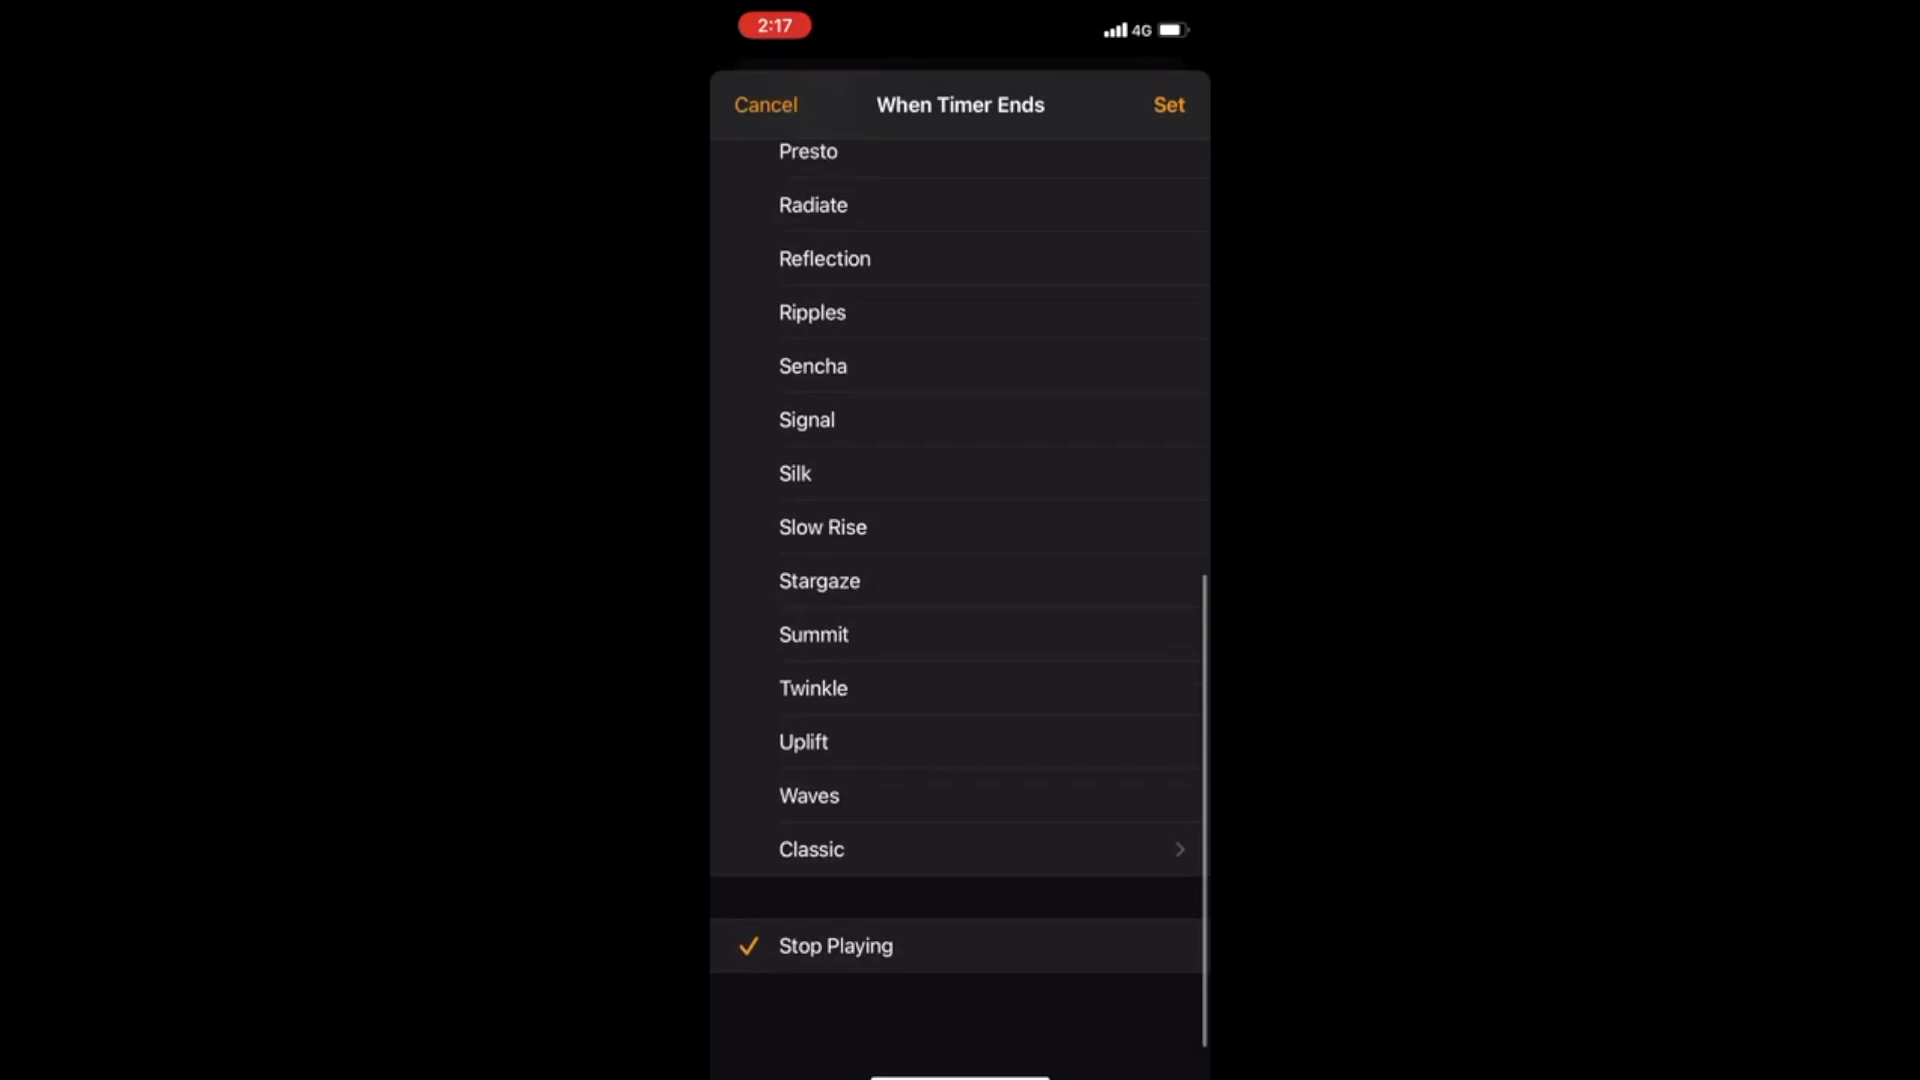 2:17
4G
Cancel
When Timer Ends
Set
Presto
Radiate
Reflection
Ripples
Sencha
Signal
Silk
Slow Rise
Stargaze
Summit
Twinkle
Uplift
Waves
Classic
Stop Playing